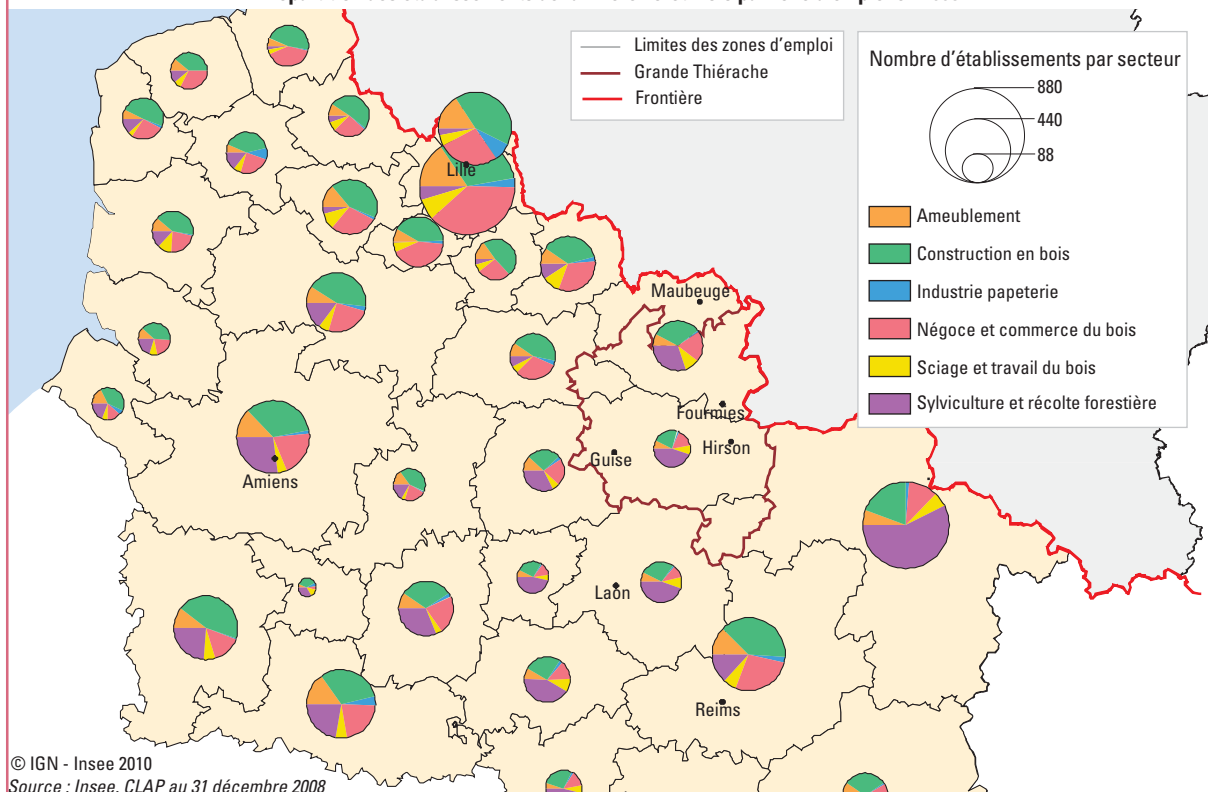 Limites des zones d'emploi
Grande Thiérache
Frontière
Nombre d'établissements par secteur
880
440
88
Ameublement
Construction en bois
Industrie papeterie
Négoce et commerce du bois
Sciage et travail du bois
Sylviculture et récolte forestière
Lille
Maubeuge
Fourmies
Hirson
Guise
Amiens
Laon
Reims
© IGN - Insee 2010
Source : Insee, CLAP au 31 décembre 2008